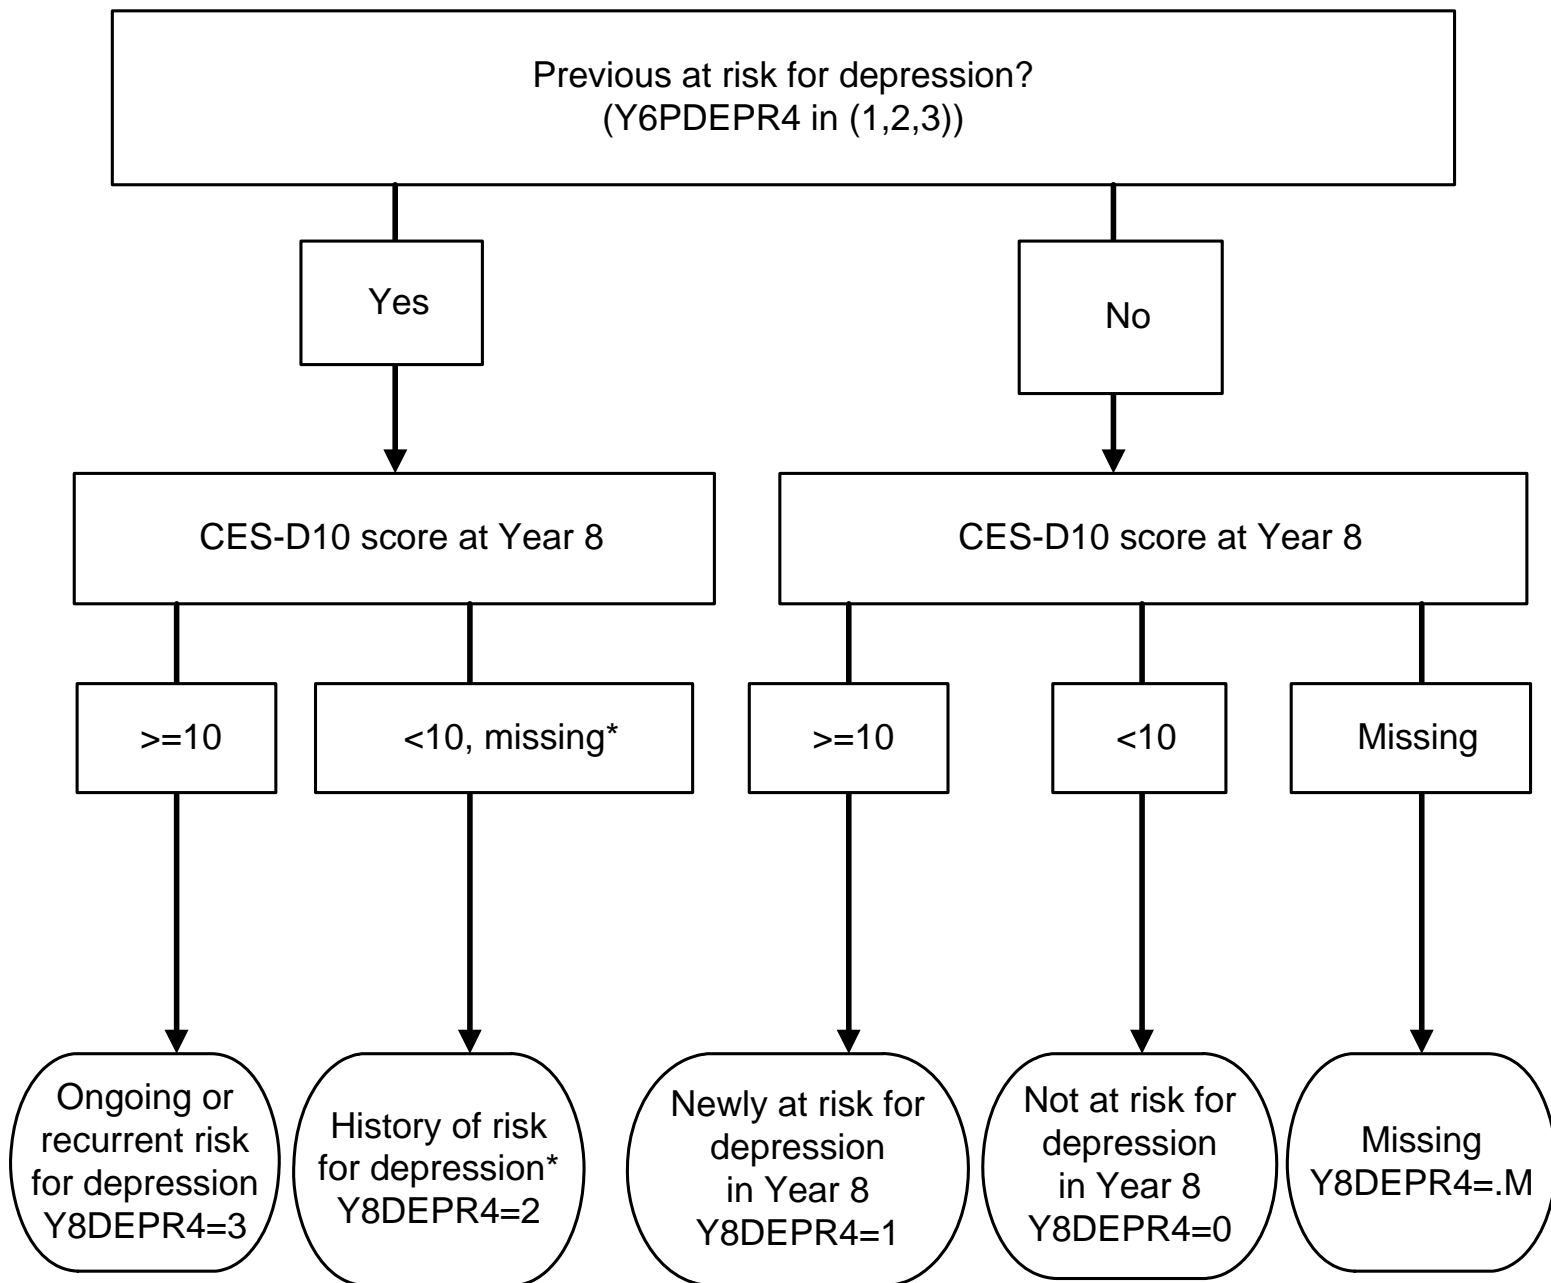 Previous at risk for depression?
(Y6PDEPR4 in (1,2,3))
Yes
No
CES-D10 score at Year 8
CES-D10 score at Year 8
>=10
<10, missing*
>=10
<10
Missing
Ongoing or
recurrent risk
for depression
Y8DEPR4=3
History of risk
for depression*
Y8DEPR4=2
Newly at risk for
depression
in Year 8
Y8DEPR4=1
Not at risk for
depression
in Year 8
Y8DEPR4=0
Missing
Y8DEPR4=.M